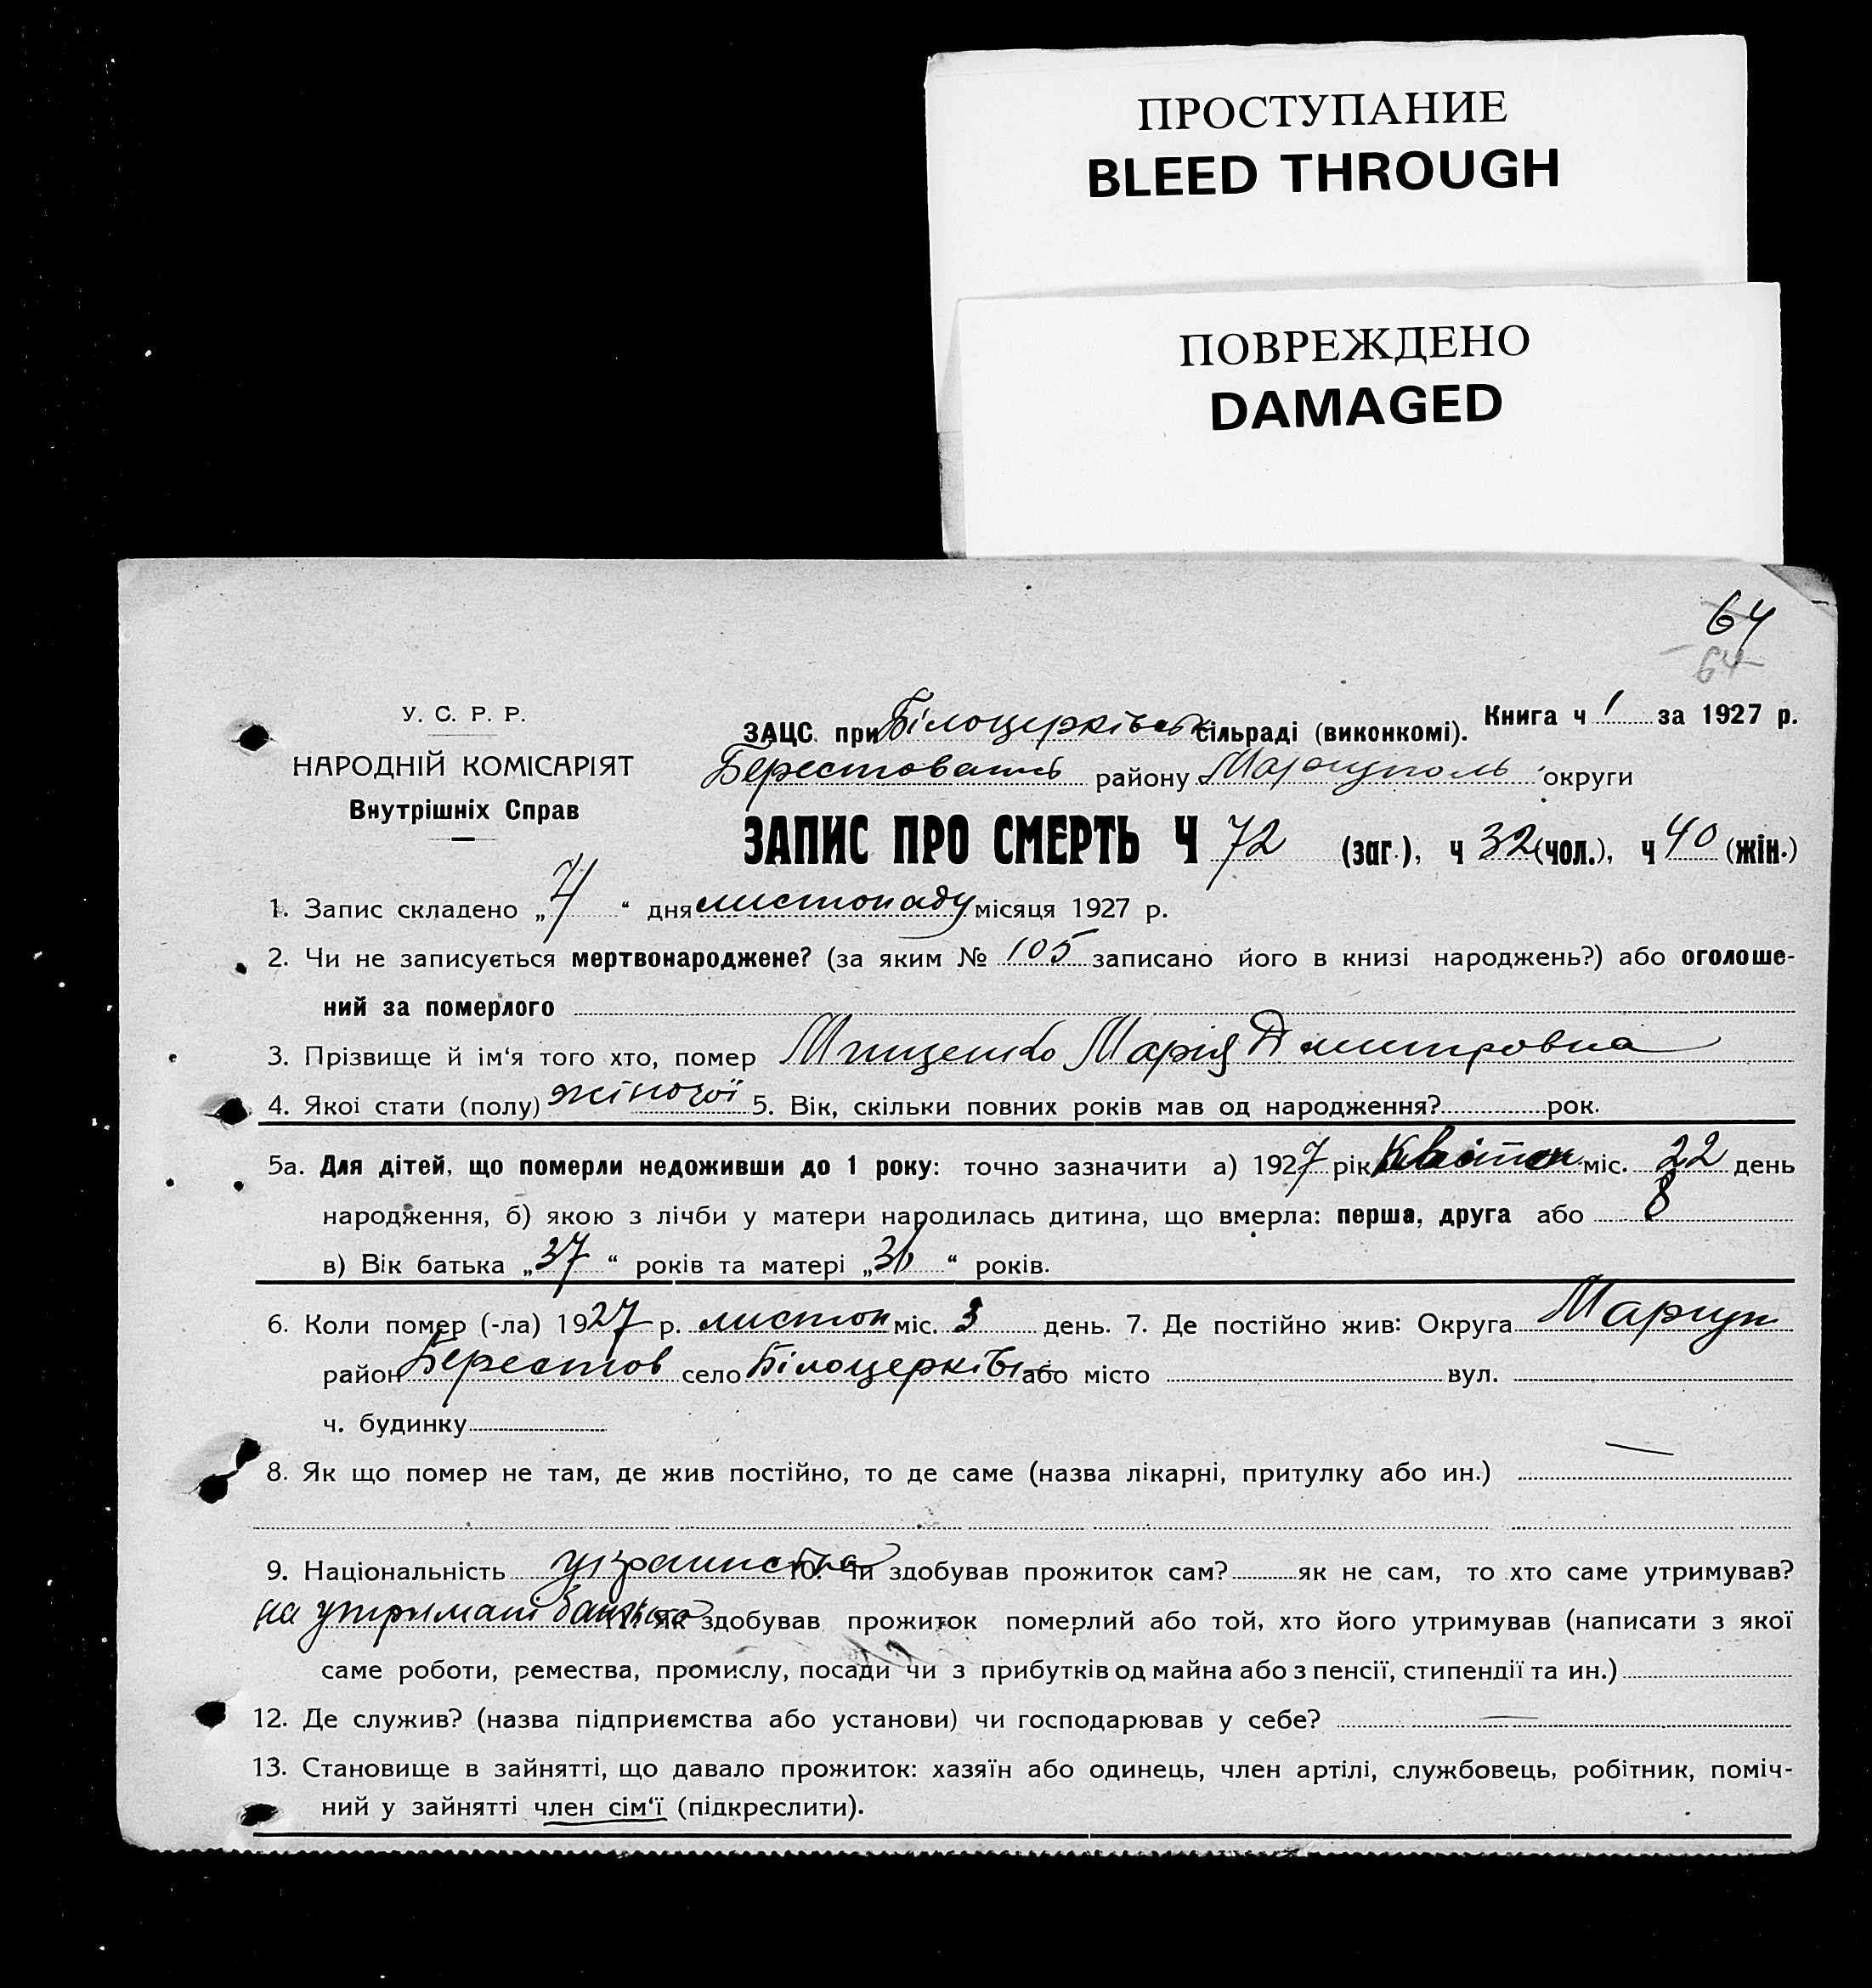 ПРОСТУПАНИЕ
BLEED THROUGH
ПОВРЕЖДЕНО
DAMAGED
64
64
У. С. Р. Р.
НАРОДНІЙ КОМІСАРІЯТ
Внутрішніх Справ
ЗАЦС при Білоцерківськ сільраді (виконкомі). Книга ч 1 за 1927 р.
району Маріуполь округи
ЗАПИС ПРО СМЕРТЬ Ч 72 (заг.), ч 32 (чол.), ч 40 (жін.)
1. Запис складено „7“ дня листопаду місяця 1927 р.
2. Чи не записується мертвонароджене? (за яким № 105 записано його в книзі народжень?) або оголоше-
ний за померлого
3. Прізвище й ім‘я того хто, помер Марія Дмитровна
4. Якоі стати (полу) жіночої 5. Вік, скільки повних років мав од народження? рок.
5а. Для дітей, що померли недоживши до 1 року: точно зазначити а) 1927 рік квітон міс. 22 день
народження, б) якою з лічби у матери народилась дитина, що вмерла: перша, друга або 8
в) Вік батька „37“ років та матері „36“ років.
6. Коли помер (-ла) 1927 р. листоп міс. 3 день. 7. Де постійно жив: Округа Маріуп
район Берестов село Білоцерків або місто вул.
ч. будинку
8. Як що помер не там, де жив постійно, то де саме (назва лікарні, притулку або ин.) —
9. Національність українська 10. Чи здобував прожиток сам? як не сам, то хто саме утримував?
на утримані батька 11. Як здобував прожиток померлий або той, хто його утримував (написати з якої
саме роботи, ремества, промислу, посади чи з прибутків од майна або з пенсії, стипендії та ин.)
12. Де служив? (назва підприємства або установи) чи господарював у себе? —
13. Становище в зайнятті, що давало прожиток: хазяїн або одинець, член артілі, службовець, робітник, поміч-
ний у зайнятті член сім‘ї (підкреслити).